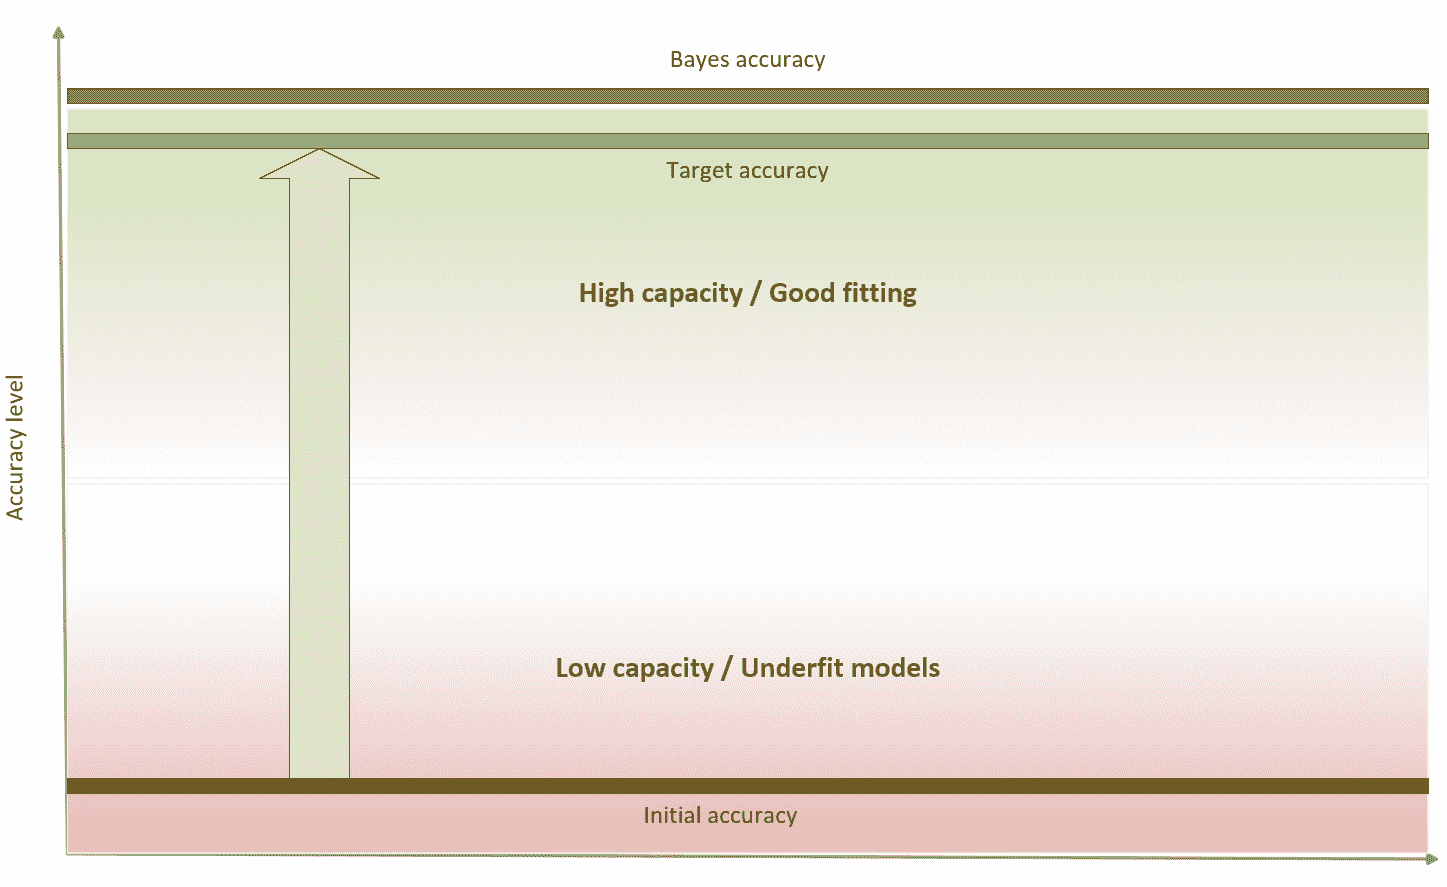 Bayes accuracy
Target accuracy
High capacity / Good fitting
Accuracy level
Low capacity / Underfit models
Initial accuracy